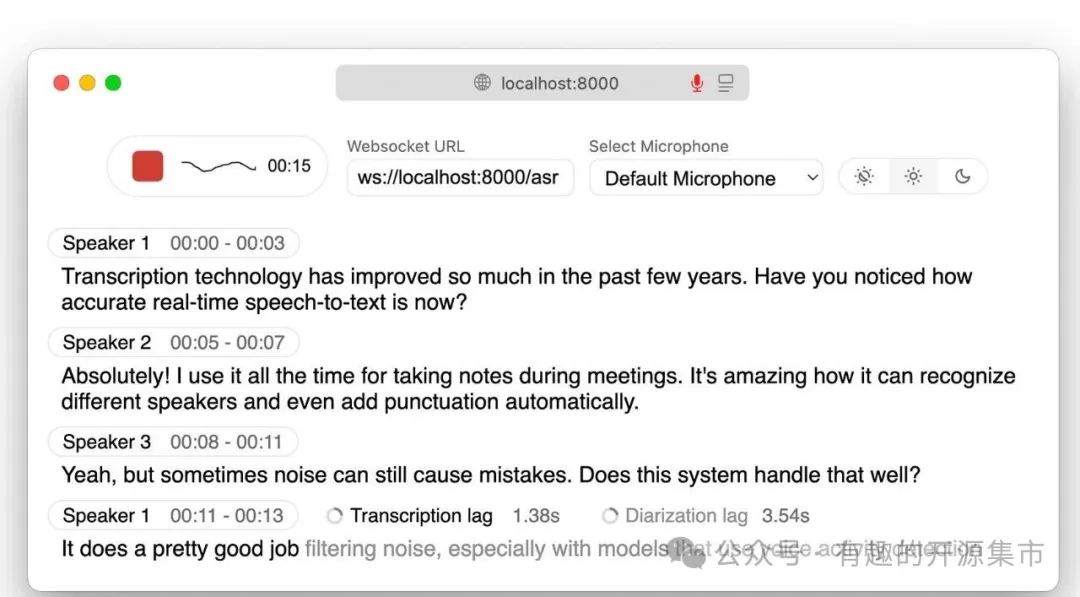 localhost:8000
00:15
Websocket URL
ws://localhost:8000/asr
Select Microphone
Default Microphone
Speaker 1 00:00 - 00:03
Transcription technology has improved so much in the past few years. Have you noticed how
accurate real-time speech-to-text is now?
Speaker 2 00:05 - 00:07
Absolutely! I use it all the time for taking notes during meetings. It's amazing how it can recognize
different speakers and even add punctuation automatically.
Speaker 3 00:08 - 00:11
Yeah, but sometimes noise can still cause mistakes. Does this system handle that well?
Speaker 1 00:11 - 00:13 Transcription lag 1.38s Diarization lag 3.54s
It does a pretty good job filtering noise, especially with models that use voice activity detection
公众号 · 有趣的开源集市